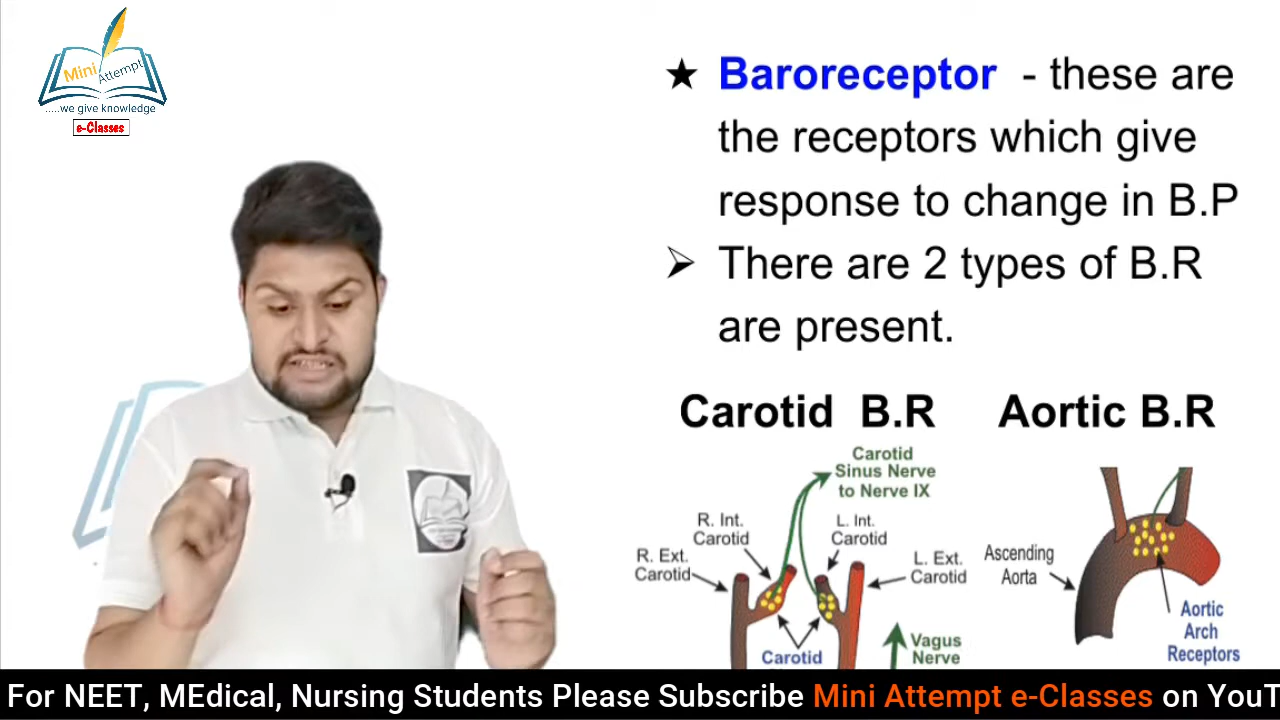 Mini Attempt
.....we give knowledge
e-Classes
★ Baroreceptor - these are
the receptors which give
response to change in B.P
➢ There are 2 types of B.R
are present.
Carotid B.R
Aortic B.R
Carotid
Sinus Nerve
to Nerve IX
R. Int.
Carotid
L. Int.
Carotid
R. Ext.
Carotid
L. Ext.
Carotid
Ascending
Aorta
Aortic
Arch
Receptors
Vagus
Nerve
Carotid
For NEET, MEdical, Nursing Students Please Subscribe Mini Attempt e-Classes on YouT